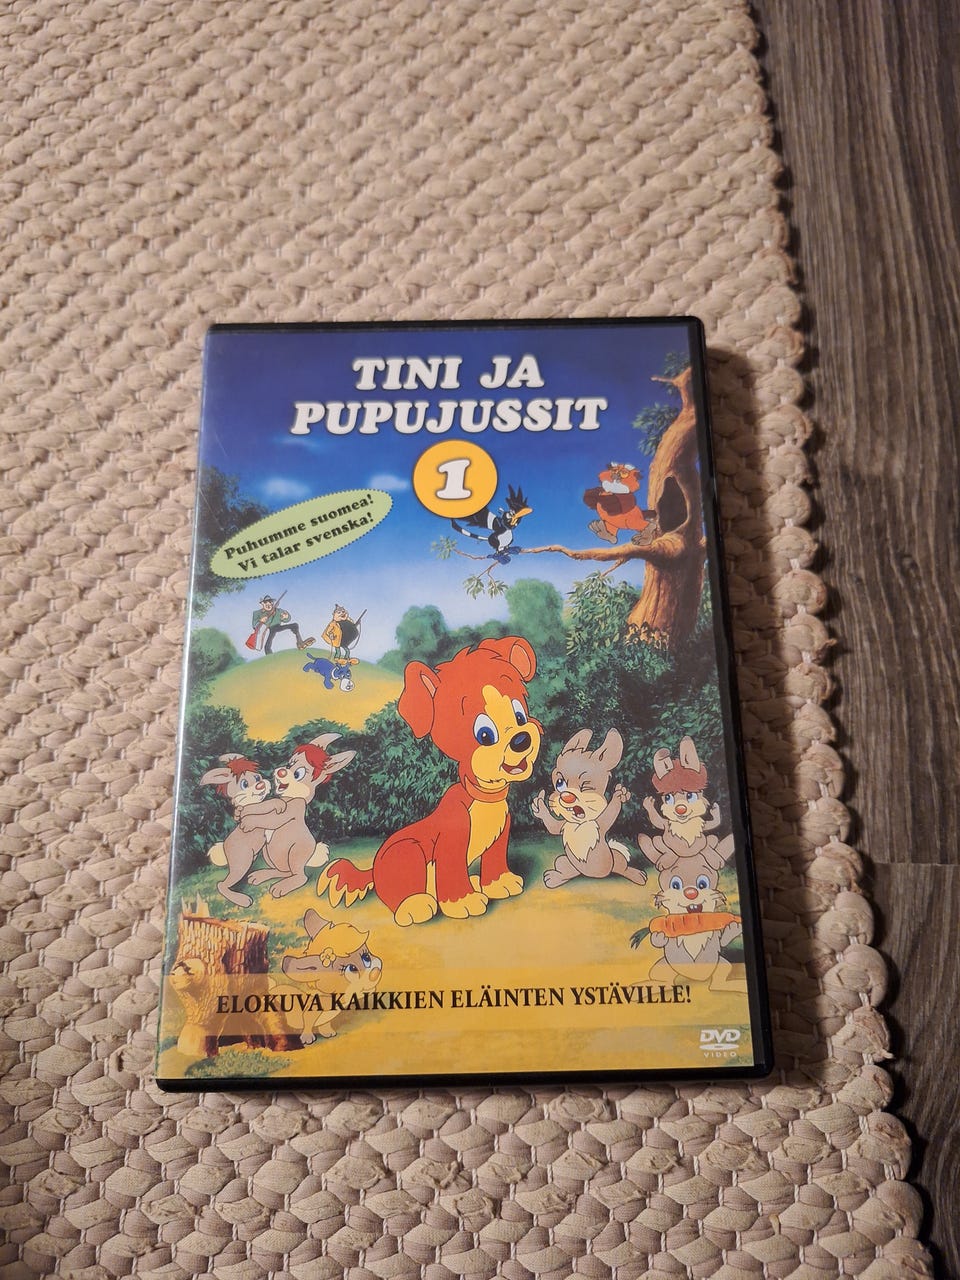 TINI JA
PUPUJUSSIT
1
Puhumme suomea!
Vi talar svenska!
ELOKUVA KAIKKIEN ELÄINTEN YSTÄVILLE!
DVD
VIDEO